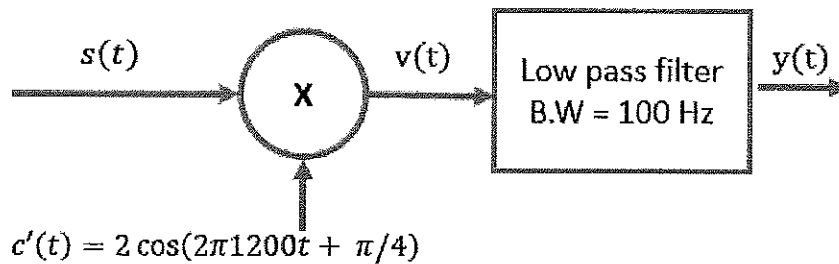 s(t)
X
v(t)
Low pass filter
B.W = 100 Hz
y(t)
c′(t) = 2 cos(2π1200t + π/4)